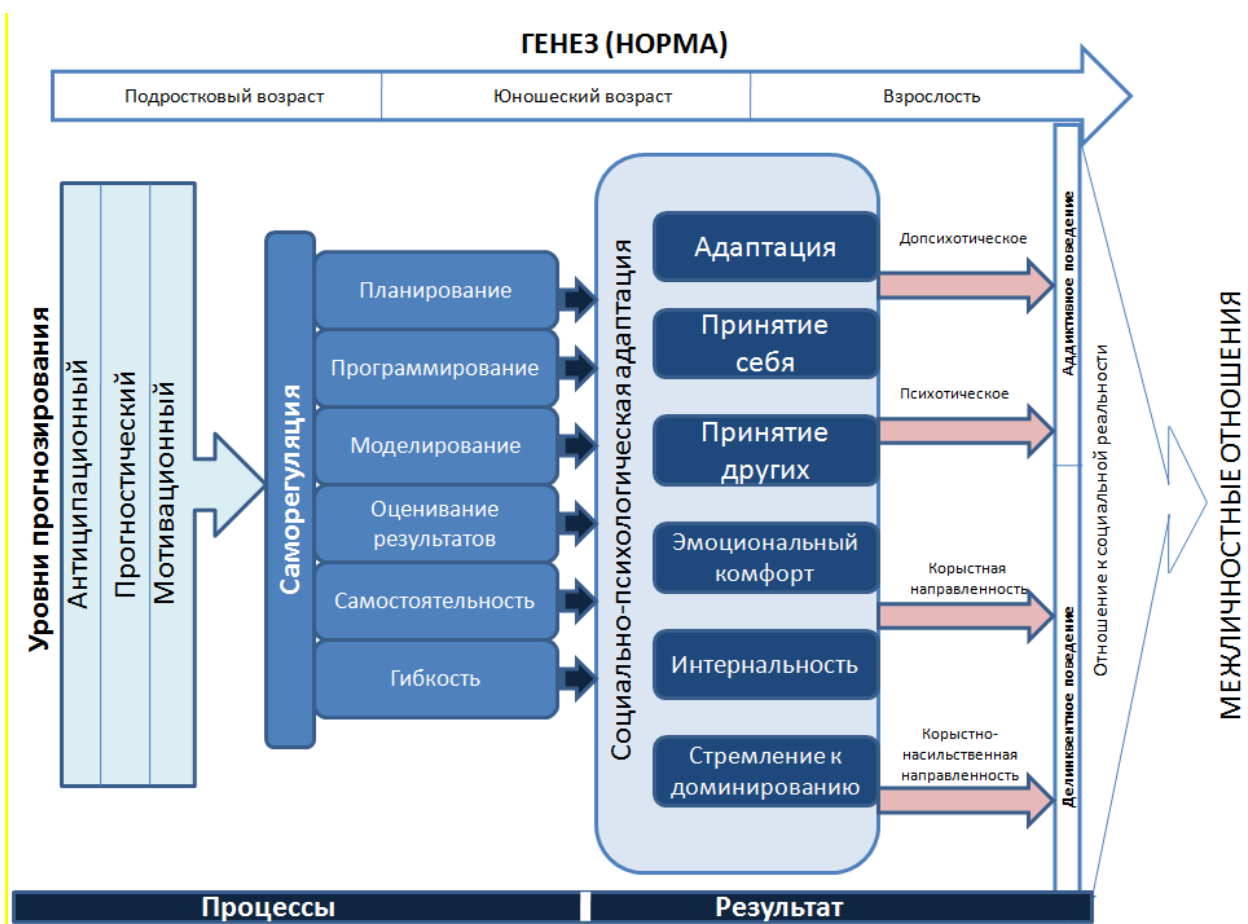 ГЕНЕЗ (НОРМА)
Подростковый возраст
Юношеский возраст
Взрослость
Уровни прогнозирования
Антиципационный
Прогностический
Мотивационный
Саморегуляция
Планирование
Программирование
Моделирование
Оценивание
результатов
Самостоятельность
Гибкость
Социально-психологическая адаптация
Адаптация
Принятие
себя
Принятие
других
Эмоциональный
комфорт
Интернальность
Стремление к
доминированию
Допсихотическое
Психотическое
Корыстная
направленность
Корыстно-
насильственная
направленность
Аддиктивное поведение
Делинквентное поведение
Отношение к социальной реальности
МЕЖЛИЧНОСТНЫЕ ОТНОШЕНИЯ
Процессы
Результат